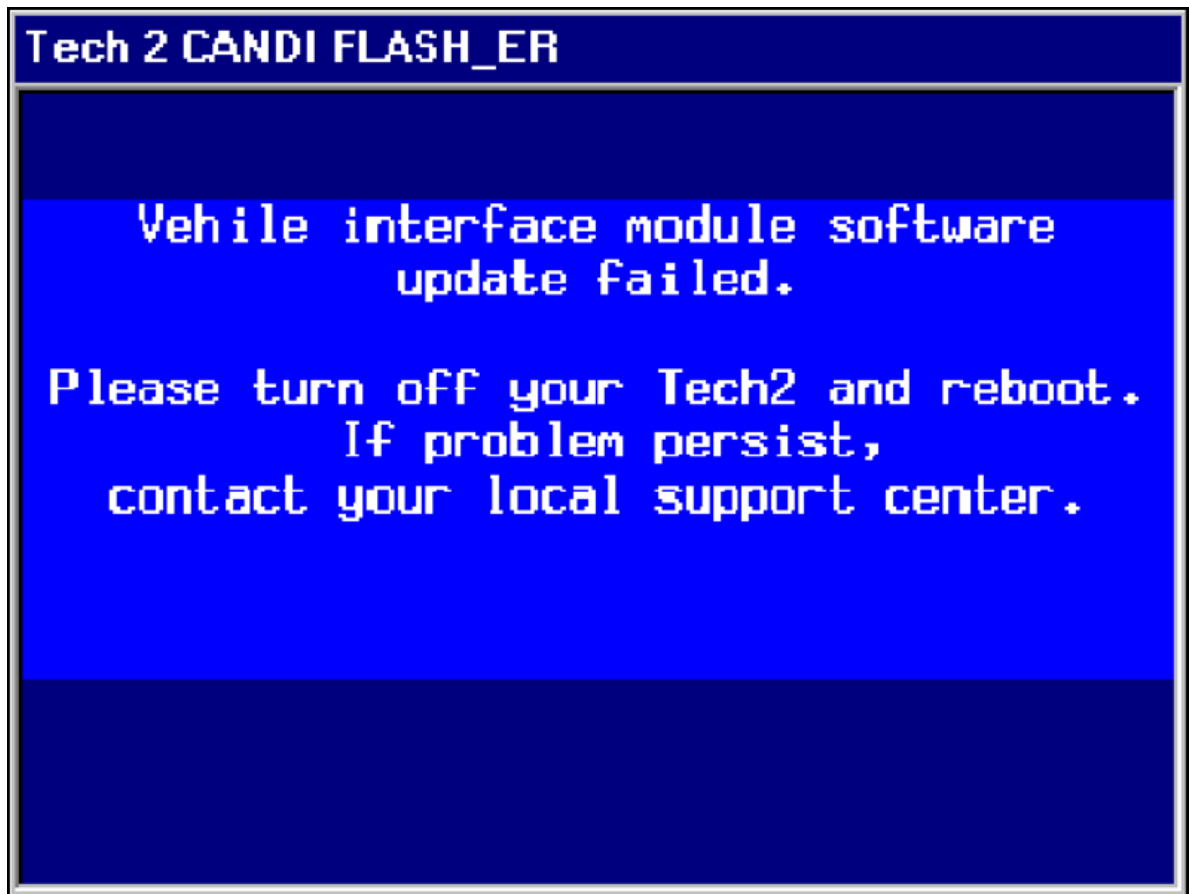 Tech 2 CANDI FLASH_ER
Vehile interface module software
update failed.
Please turn off your Tech2 and reboot.
If problem persist,
contact your local support center.